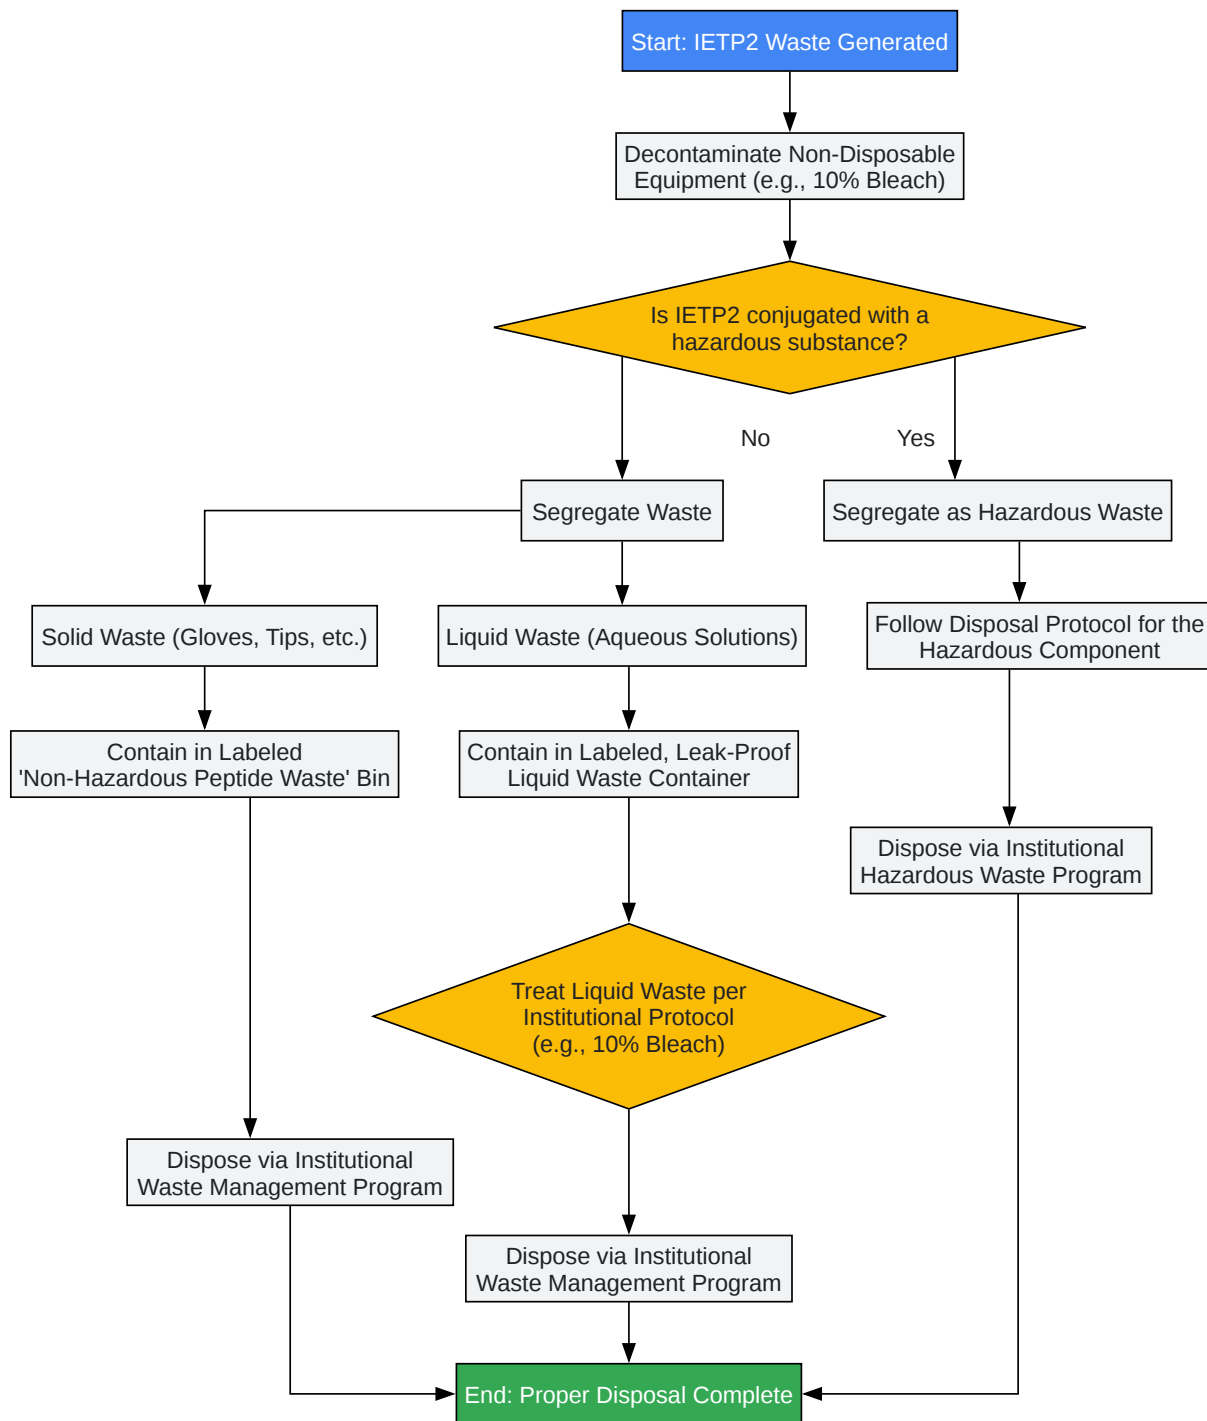 Start: IETP2 Waste Generated
Decontaminate Non-Disposable
Equipment (e.g., 10% Bleach)
Is IETP2 conjugated with a
hazardous substance?
No
Yes
Segregate Waste
Segregate as Hazardous Waste
Solid Waste (Gloves, Tips, etc.)
Liquid Waste (Aqueous Solutions)
Follow Disposal Protocol for the
Hazardous Component
Contain in Labeled
'Non-Hazardous Peptide Waste' Bin
Contain in Labeled, Leak-Proof
Liquid Waste Container
Dispose via Institutional
Hazardous Waste Program
Treat Liquid Waste per
Institutional Protocol
(e.g., 10% Bleach)
Dispose via Institutional
Waste Management Program
Dispose via Institutional
Waste Management Program
End: Proper Disposal Complete